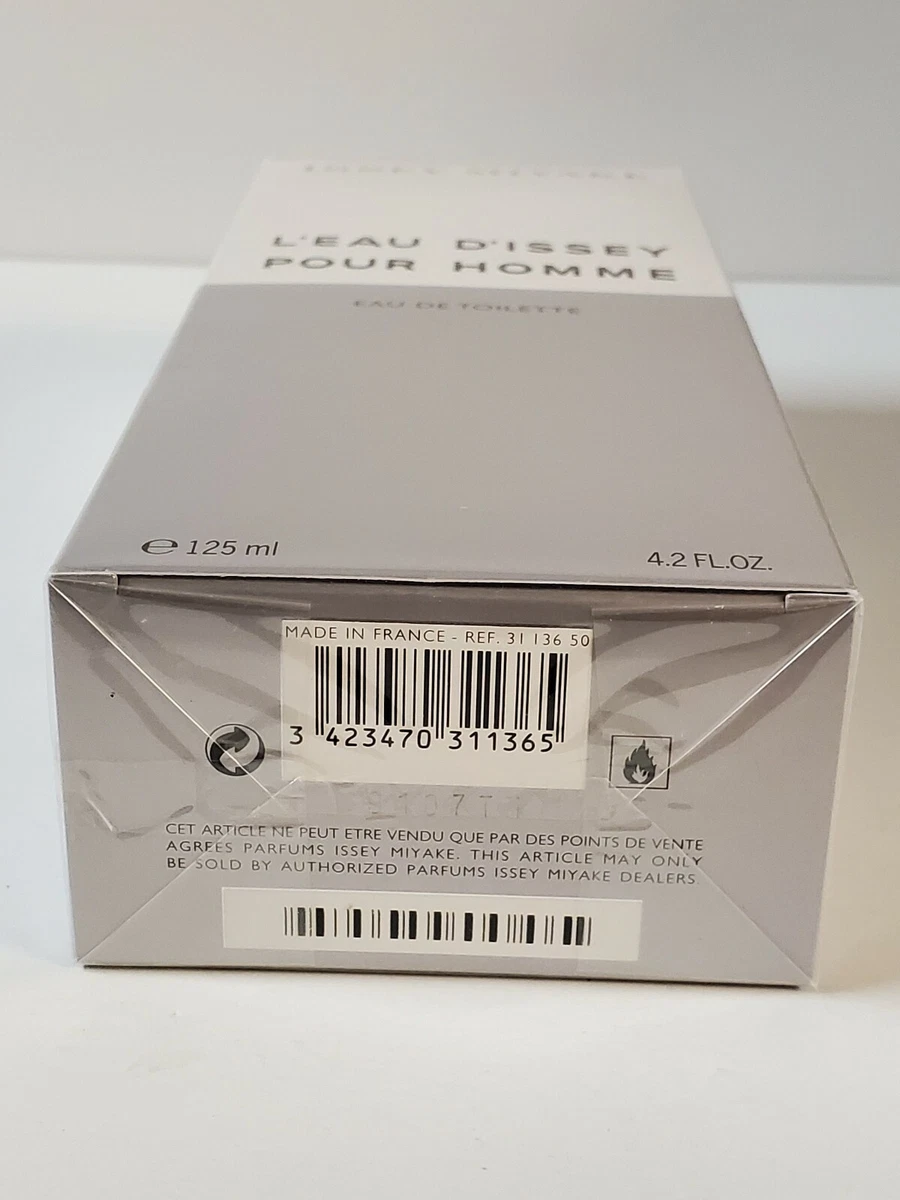 ISSEY MIYAKE
L'EAU D'ISSEY
POUR HOMME
EAU DE TOILETTE
℮ 125 ml
4.2 FL.OZ.
MADE IN FRANCE - REF. 31 136 50
3 423470 311365
CET ARTICLE NE PEUT ETRE VENDU QUE PAR DES POINTS DE VENTE
AGREES PARFUMS ISSEY MIYAKE. THIS ARTICLE MAY ONLY
BE SOLD BY AUTHORIZED PARFUMS ISSEY MIYAKE DEALERS.